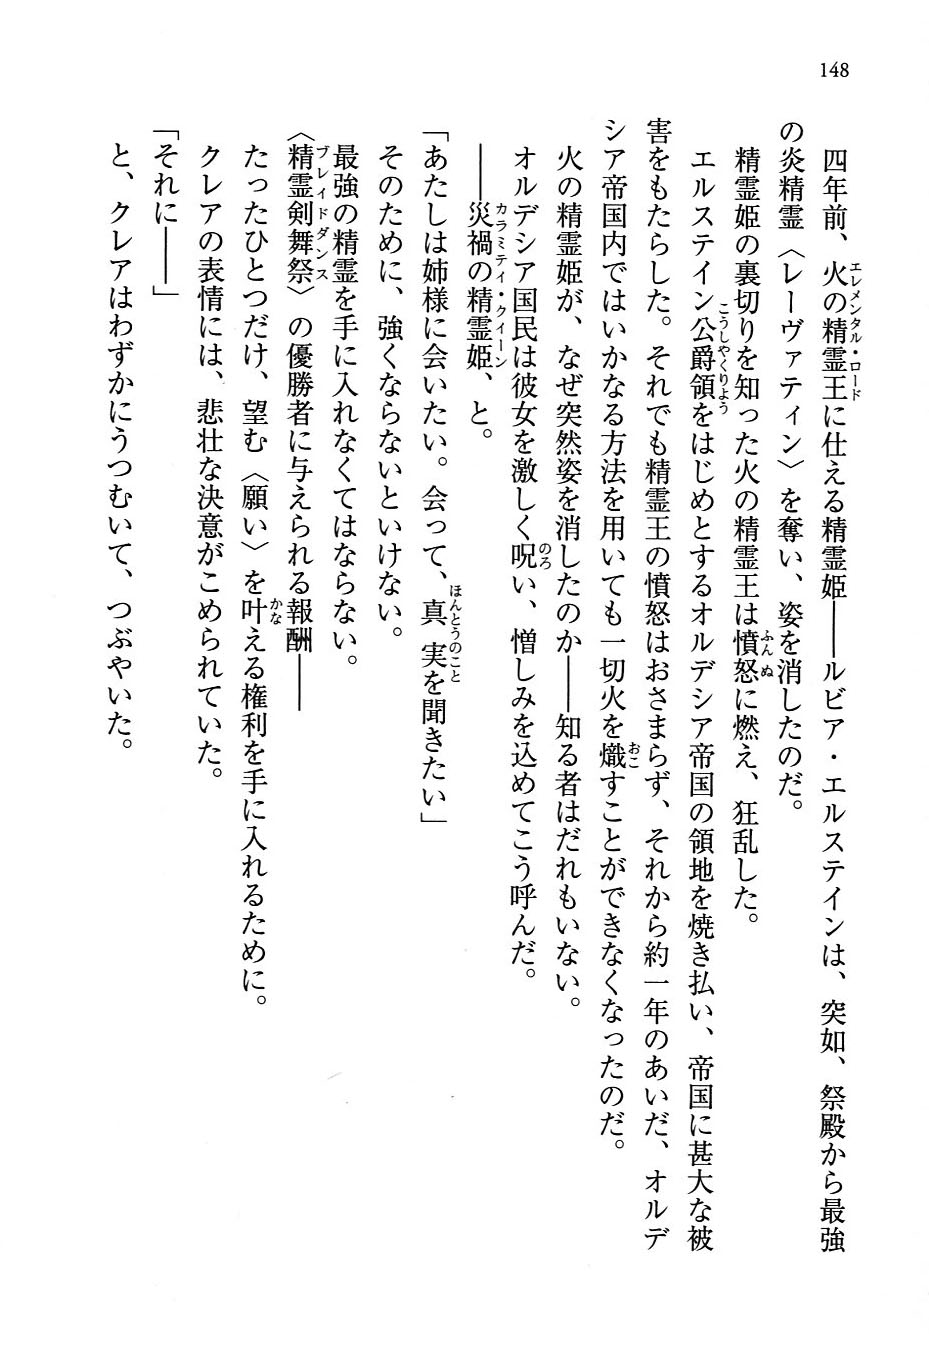 148
四年前、火の精霊王に仕える精霊姫――ルビア・エルステインは、突如、祭殿から最強
の炎精霊〈レーヴァティン〉を奪い、姿を消したのだ。
精霊姫の裏切りを知った火の精霊王は憤怒に燃え、狂乱した。
エルステイン公爵領をはじめとするオルデシア帝国の領地を焼き払い、帝国に甚大な被
害をもたらした。それでも精霊王の憤怒はおさまらず、それから約一年のあいだ、オルデ
シア帝国内ではいかなる方法を用いても一切火を熾すことができなくなったのだ。
火の精霊姫が、なぜ突然姿を消したのか――知る者はだれもいない。
オルデシア国民は彼女を激しく呪い、憎しみを込めてこう呼んだ。
――災禍の精霊姫、と。
「あたしは姉様に会いたい。会って、真実を聞きたい」
そのために、強くならないといけない。
最強の精霊を手に入れなくてはならない。
〈精霊剣舞祭〉の優勝者に与えられる報酬――
たったひとつだけ、望む〈願い〉を叶える権利を手に入れるために。
クレアの表情には、悲壮な決意がこめられていた。
「それに――」
と、クレアはわずかにうつむいて、つぶやいた。
エレメンタル・ロード
ふんぬ
こうしゃくりょう
おこ
のろ
カラミティ・クイーン
ほんとうのこと
ブレイドダンス
かな